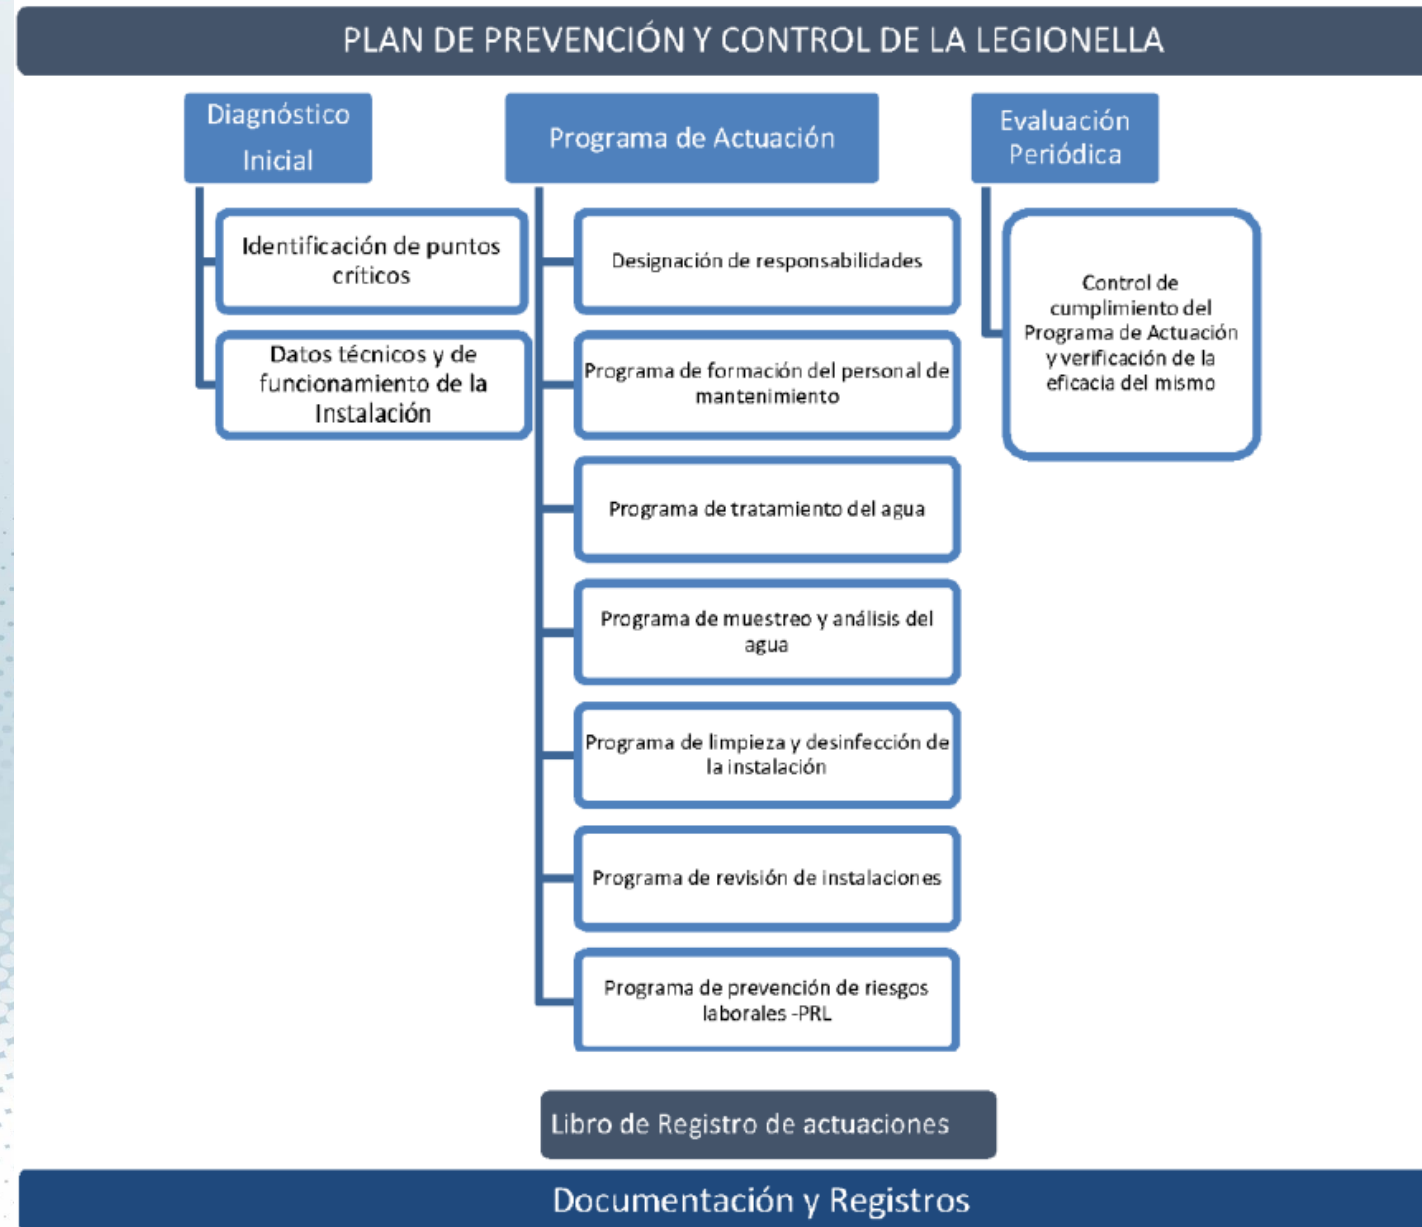 PLAN DE PREVENCIÓN Y CONTROL DE LA LEGIONELLA
Diagnóstico
Inicial
Identificación de puntos
críticos
Datos técnicos y de
funcionamiento de la
Instalación
Programa de Actuación
Designación de responsabilidades
Programa de formación del personal de
mantenimiento
Programa de tratamiento del agua
Programa de muestreo y análisis del
agua
Programa de limpieza y desinfección de
la instalación
Programa de revisión de instalaciones
Programa de prevención de riesgos
laborales -PRL
Evaluación
Periódica
Control de
cumplimiento del
Programa de Actuación
y verificación de la
eficacia del mismo
Libro de Registro de actuaciones
Documentación y Registros